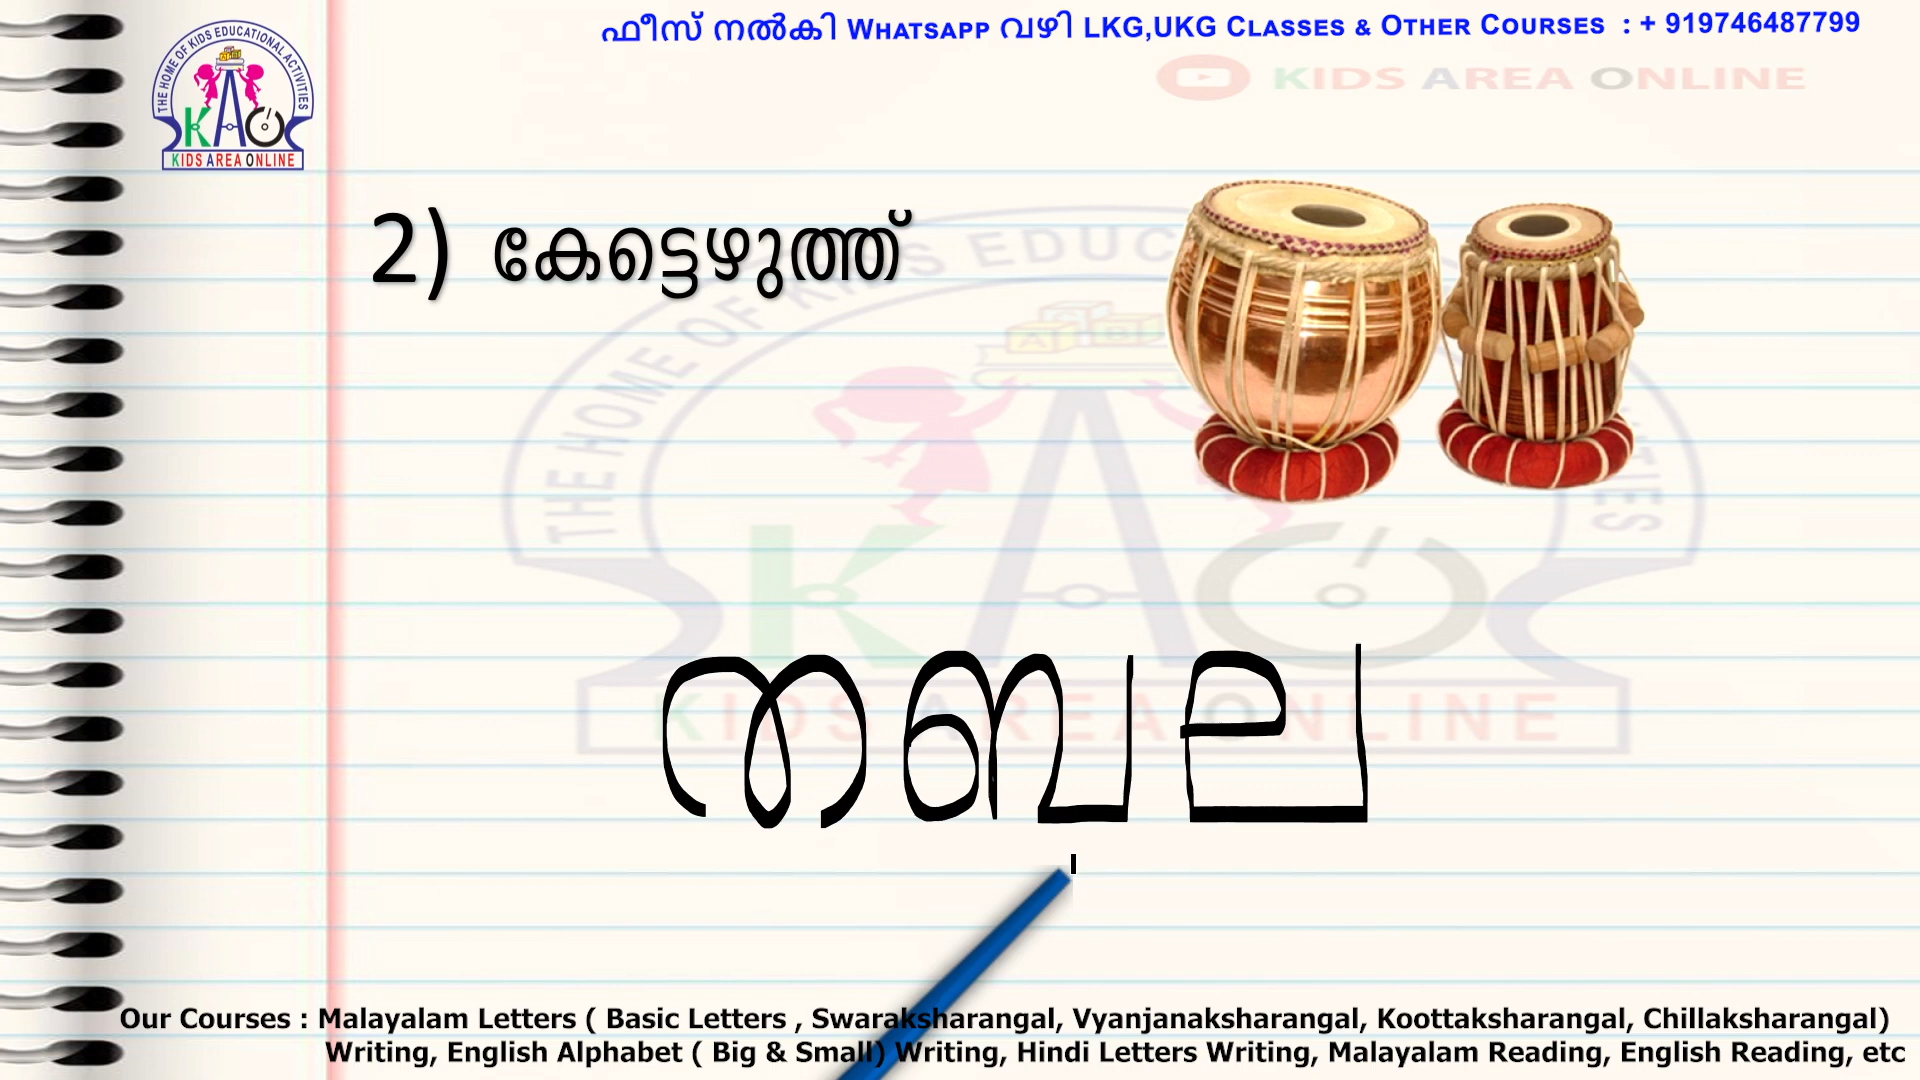 ഫീസ് നൽകി WHATSAPP വഴി LKG,UKG CLASSES & OTHER COURSES : + 919746487799
KIDS AREA ONLINE
THE HOME OF KIDS EDUCATIONAL ACTIVITIES
KAO
KIDS AREA ONLINE
2) കേട്ടെഴുത്ത്
തബല
Our Courses : Malayalam Letters ( Basic Letters , Swaraksharangal, Vyanjanaksharangal, Koottaksharangal, Chillaksharangal)
Writing, English Alphabet ( Big & Small) Writing, Hindi Letters Writing, Malayalam Reading, English Reading, etc